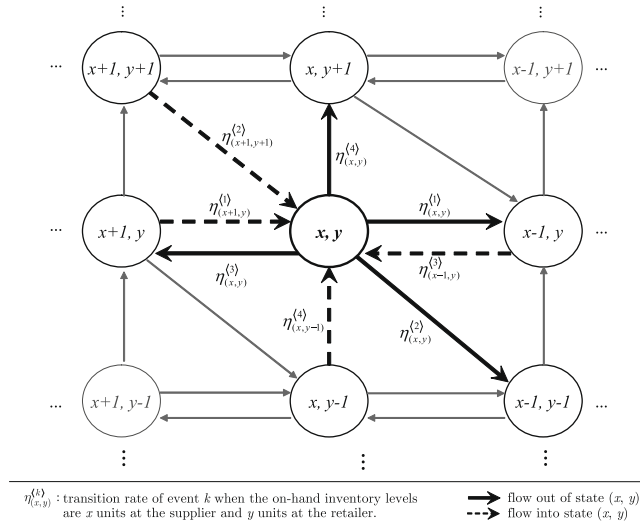 ⋮ ⋮ ⋮
... x+1, y+1 x, y+1 x-1, y+1 ...
η⟨2⟩(x+1,y+1)
η⟨4⟩(x,y)
η⟨1⟩(x+1,y) η⟨1⟩(x,y)
... x+1, y x, y x-1, y ...
η⟨3⟩(x,y) η⟨3⟩(x−1,y)
η⟨4⟩(x,y−1) η⟨2⟩(x,y)
... x+1, y-1 x, y-1 x-1, y-1 ...
⋮ ⋮ ⋮
η⟨k⟩(x,y) : transition rate of event k when the on-hand inventory levels
are x units at the supplier and y units at the retailer.
flow out of state (x, y)
flow into state (x, y)